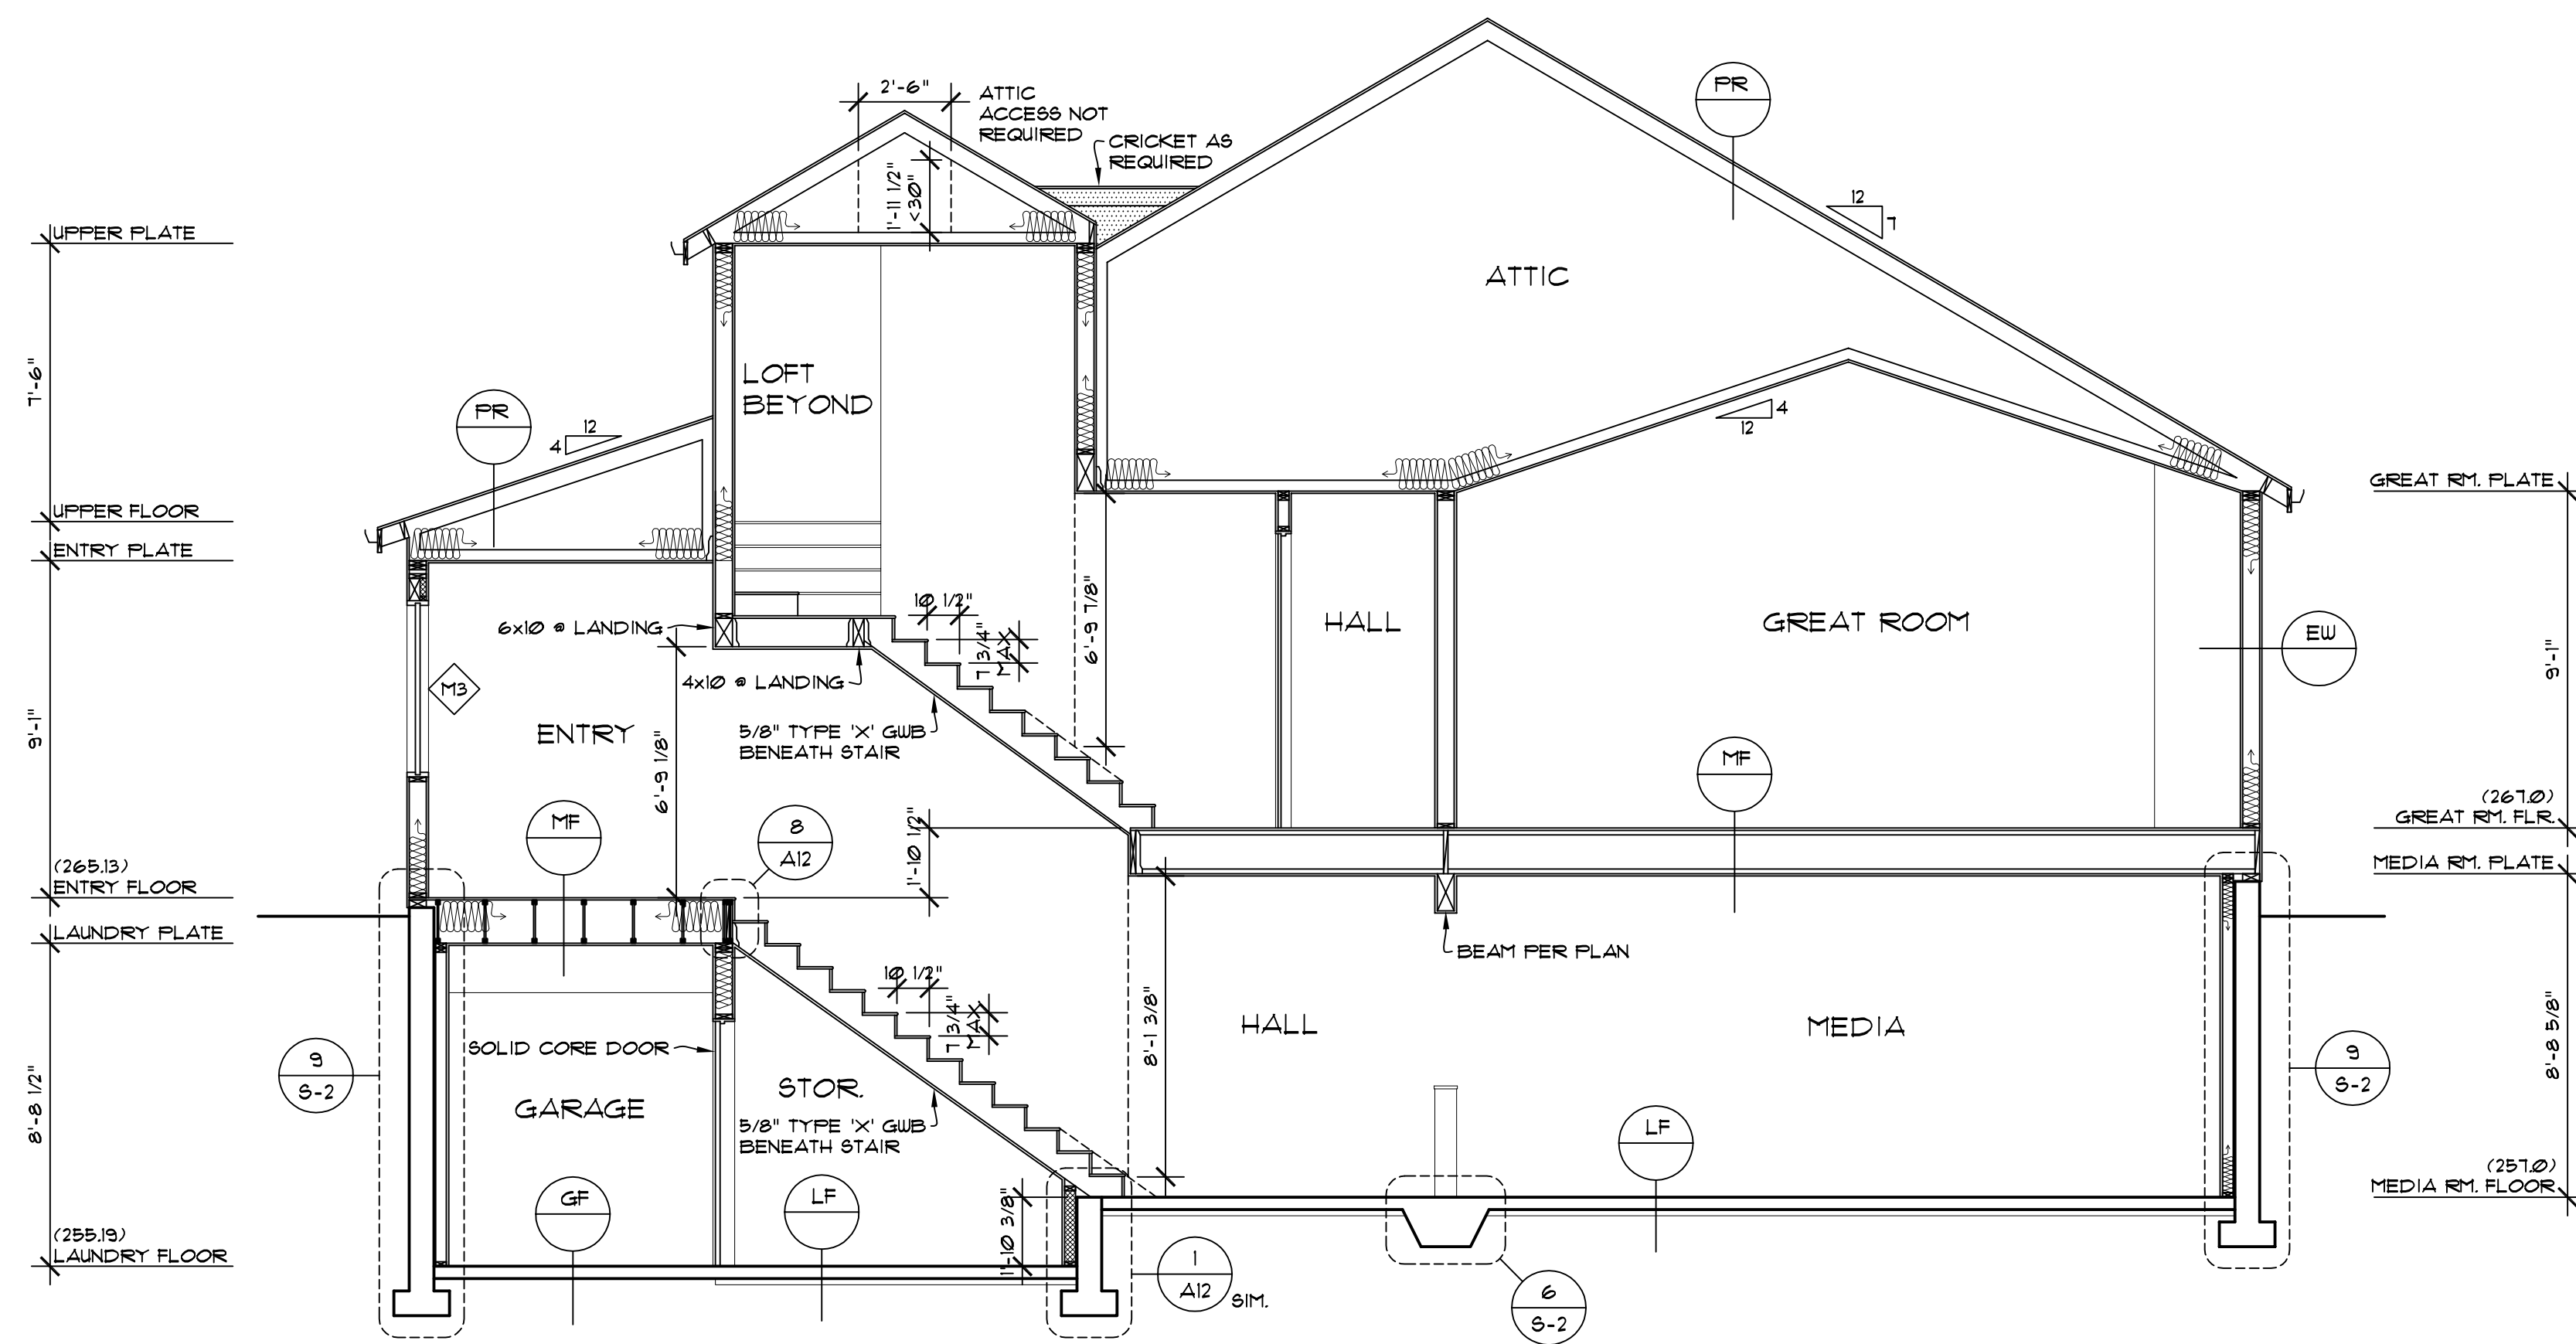 2'-6"
ATTIC
ACCESS NOT
REQUIRED
CRICKET AS
REQUIRED
1'-11 1/2"
<30"
PR
12
7
UPPER PLATE
7'-6"
UPPER FLOOR
ENTRY PLATE
9'-1"
(265.13)
ENTRY FLOOR
LAUNDRY PLATE
8'-8 1/2"
(255.19)
LAUNDRY FLOOR
PR
12
4
LOFT
BEYOND
ATTIC
4
12
6x10 @ LANDING
4x10 @ LANDING
10 1/2"
7 3/4"
MAX
6'-9 7/8"
HALL
GREAT ROOM
EW
M3
ENTRY
6'-9 1/8"
5/8" TYPE 'X' GWB
BENEATH STAIR
MF
8
A12
1'-10 1/2"
MF
GREAT RM. PLATE
9'-1"
(267.0)
GREAT RM. FLR.
MEDIA RM. PLATE
8'-8 5/8"
(257.0)
MEDIA RM. FLOOR
BEAM PER PLAN
10 1/2"
7 3/4"
MAX
8'-1 3/8"
HALL
MEDIA
SOLID CORE DOOR
9
S-2
GARAGE
STOR.
5/8" TYPE 'X' GWB
BENEATH STAIR
GF
LF
1'-10 3/8"
LF
9
S-2
1
A12
SIM.
6
S-2